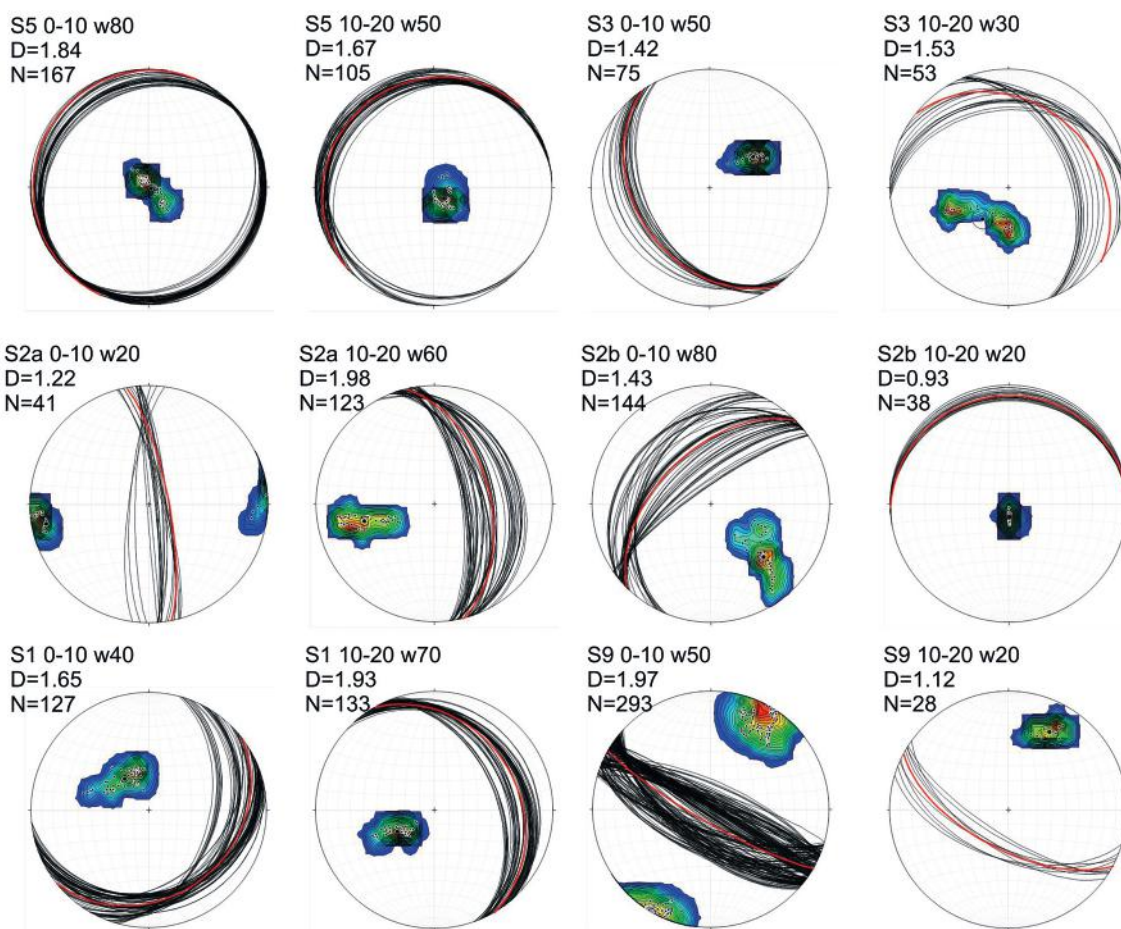 S5 0-10 w80
D=1.84
N=167
S5 10-20 w50
D=1.67
N=105
S3 0-10 w50
D=1.42
N=75
S3 10-20 w30
D=1.53
N=53
S2a 0-10 w20
D=1.22
N=41
S2a 10-20 w60
D=1.98
N=123
S2b 0-10 w80
D=1.43
N=144
S2b 10-20 w20
D=0.93
N=38
S1 0-10 w40
D=1.65
N=127
S1 10-20 w70
D=1.93
N=133
S9 0-10 w50
D=1.97
N=293
S9 10-20 w20
D=1.12
N=28